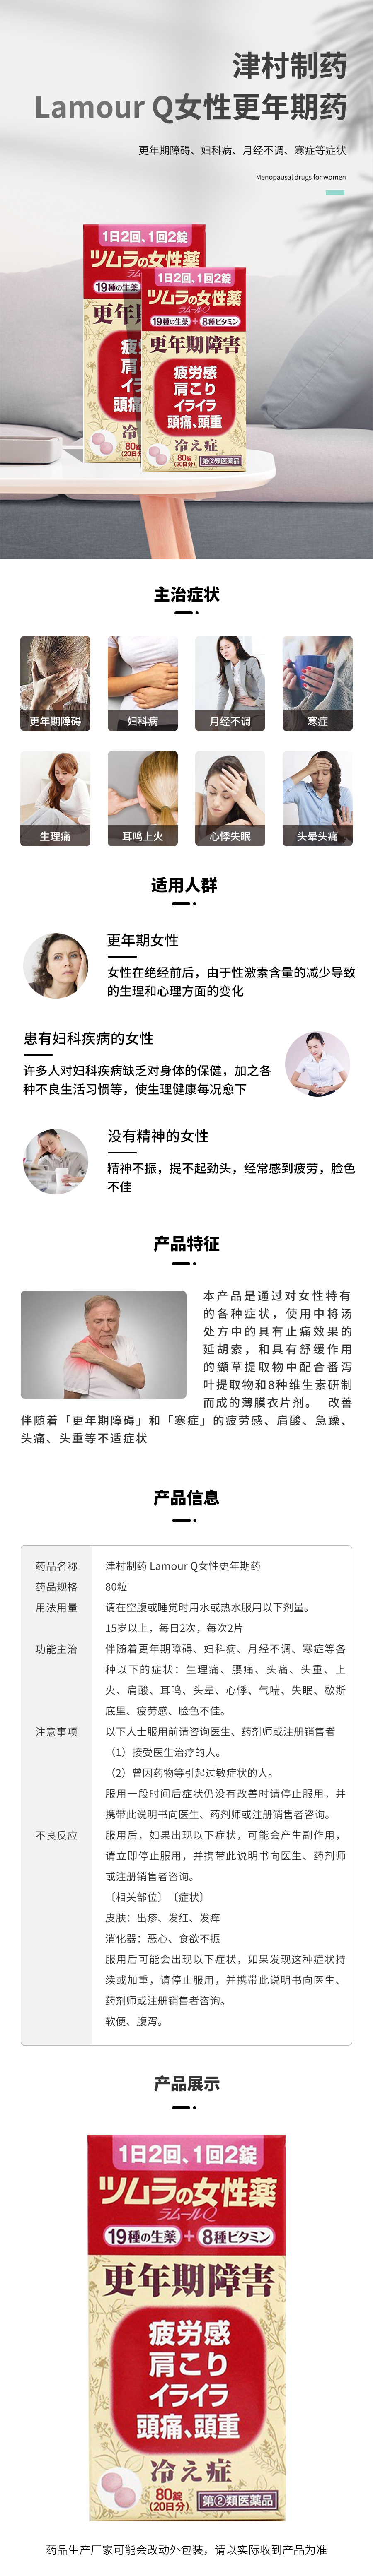 津村制药
Lamour Q女性更年期药
更年期障碍、妇科病、月经不调、寒症等症状
Menopausal drugs for women
1日2回、1回2錠
ツムラの女性薬
19種の生薬
更年
疲
肩
イラ
頭痛
冷
80錠
(20日分)
1日2回、1回2錠
ツムラの女性薬
ラムールQ
19種の生薬+8種ビタミン
更年期障害
疲労感
肩こり
イライラ
頭痛、頭重
冷え症
80錠
(20日分)
第②類医薬品
主治症状
更年期障碍
妇科病
月经不调
寒症
生理痛
耳鸣上火
心悸失眠
头晕头痛
适用人群
更年期女性
女性在绝经前后，由于性激素含量的减少导致
的生理和心理方面的变化
患有妇科疾病的女性
许多人对妇科疾病缺乏对身体的保健，加之各
种不良生活习惯等，使生理健康每况愈下
没有精神的女性
精神不振，提不起劲头，经常感到疲劳，脸色
不佳
产品特征
本产品是通过对女性特有
的各种症状，使用中将汤
处方中的具有止痛效果的
延胡索，和具有舒缓作用
的缬草提取物中配合番泻
叶提取物和8种维生素研制
而成的薄膜衣片剂。 改善
伴随着「更年期障碍」和「寒症」的疲劳感、肩酸、急躁、
头痛、头重等不适症状
产品信息
药品名称 津村制药 Lamour Q女性更年期药
药品规格 80粒
用法用量 请在空腹或睡觉时用水或热水服用以下剂量。
15岁以上，每日2次，每次2片
功能主治 伴随着更年期障碍、妇科病、月经不调、寒症等各
种以下的症状：生理痛、腰痛、头痛、头重、上
火、肩酸、耳鸣、头晕、心悸、气喘、失眠、歇斯
底里、疲劳感、脸色不佳。
注意事项 以下人士服用前请咨询医生、药剂师或注册销售者
（1）接受医生治疗的人。
（2）曾因药物等引起过敏症状的人。
服用一段时间后症状仍没有改善时请停止服用，并
携带此说明书向医生、药剂师或注册销售者咨询。
不良反应 服用后，如果出现以下症状，可能会产生副作用，
请立即停止服用，并携带此说明书向医生、药剂师
或注册销售者咨询。
〔相关部位〕〔症状〕
皮肤：出疹、发红、发痒
消化器：恶心、食欲不振
服用后可能会出现以下症状，如果发现这种症状持
续或加重，请停止服用，并携带此说明书向医生、
药剂师或注册销售者咨询。
软便、腹泻。
产品展示
1日2回、1回2錠
ツムラの女性薬
ラムールQ
19種の生薬+8種ビタミン
更年期障害
疲労感
肩こり
イライラ
頭痛、頭重
冷え症
80錠
(20日分)
第②類医薬品
药品生产厂家可能会改动外包装，请以实际收到产品为准